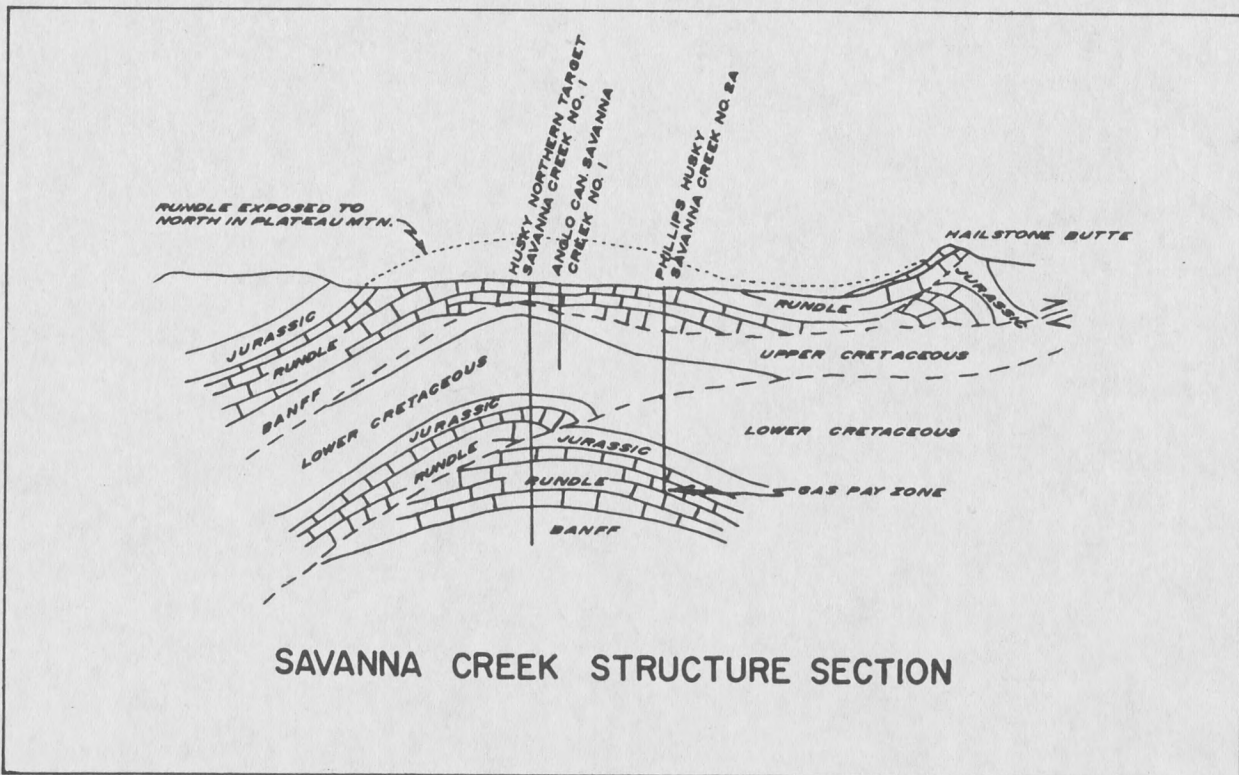 HUSKY NORTHERN TARGET
SAVANNA CREEK NO. 1
ANGLO CAN. SAVANNA
CREEK NO. 1
PHILLIPS HUSKY
SAVANNA CREEK NO. 2A
RUNDLE EXPOSED TO
NORTH IN PLATEAU MTN.
HAILSTONE BUTTE
JURASSIC
RUNDLE
BANFF
LOWER CRETACEOUS
JURASSIC
RUNDLE
JURASSIC
RUNDLE
BANFF
RUNDLE
JURASSIC
UPPER CRETACEOUS
LOWER CRETACEOUS
GAS PAY ZONE
SAVANNA CREEK STRUCTURE SECTION